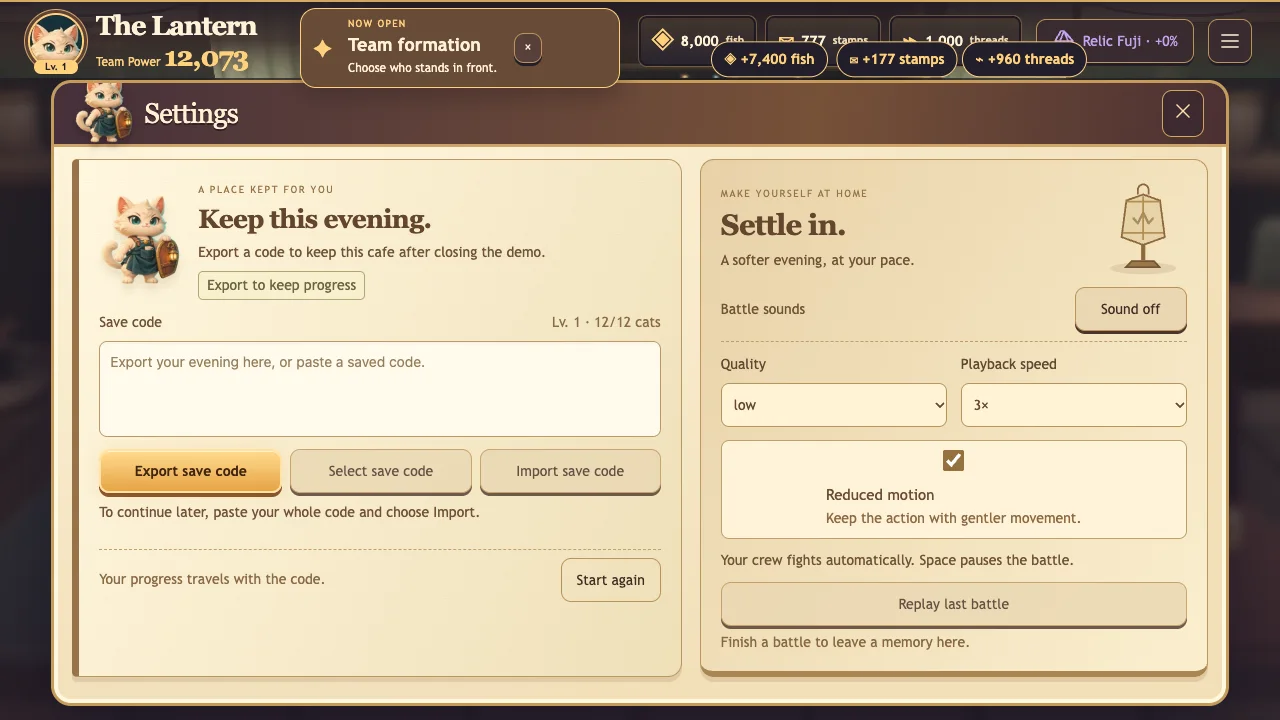 The Lantern
Team Power 12,073
Lv. 1
NOW OPEN
Team formation
Choose who stands in front.
×
8,000 fish
777 stamps
1,000 threads
+7,400 fish
+177 stamps
+960 threads
Relic Fuji · +0%
Settings
A PLACE KEPT FOR YOU
Keep this evening.
Export a code to keep this cafe after closing the demo.
Export to keep progress
Save code
Lv. 1 · 12/12 cats
Export your evening here, or paste a saved code.
Export save code
Select save code
Import save code
To continue later, paste your whole code and choose Import.
Your progress travels with the code.
Start again
MAKE YOURSELF AT HOME
Settle in.
A softer evening, at your pace.
Battle sounds
Sound off
Quality
Playback speed
low
3×
Reduced motion
Keep the action with gentler movement.
Your crew fights automatically. Space pauses the battle.
Replay last battle
Finish a battle to leave a memory here.